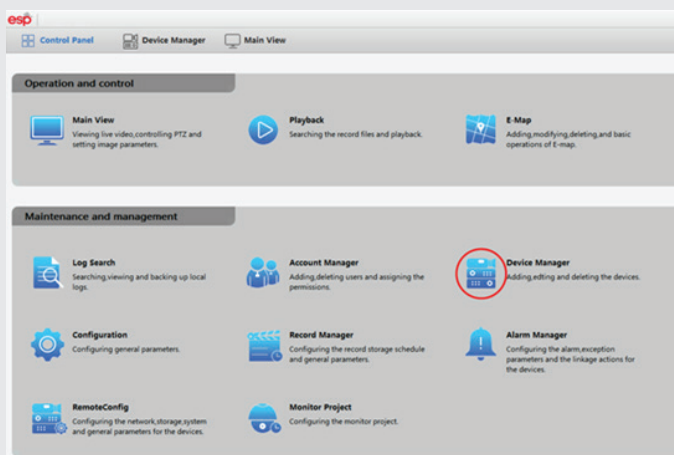 esp
Control Panel Device Manager Main View
Operation and control
Main View
Viewing live video,controlling PTZ and
setting image parameters.
Playback
Searching the record files and playback.
E-Map
Adding,modifying,deleting,and basic
operations of E-map.
Maintenance and management
Log Search
Searching,viewing and backing up local
logs.
Account Manager
Adding,deleting users and assigning the
permissions.
Device Manager
Adding,edting and deleting the devices.
Configuration
Configuring general parameters.
Record Manager
Configuring the record storage schedule
and general parameters.
Alarm Manager
Configuring the alarm,exception
parameters and the linkage actions for
the devices.
RemoteConfig
Configuring the network,storage,system
and general parameters for the devices.
Monitor Project
Configuring the monitor project.